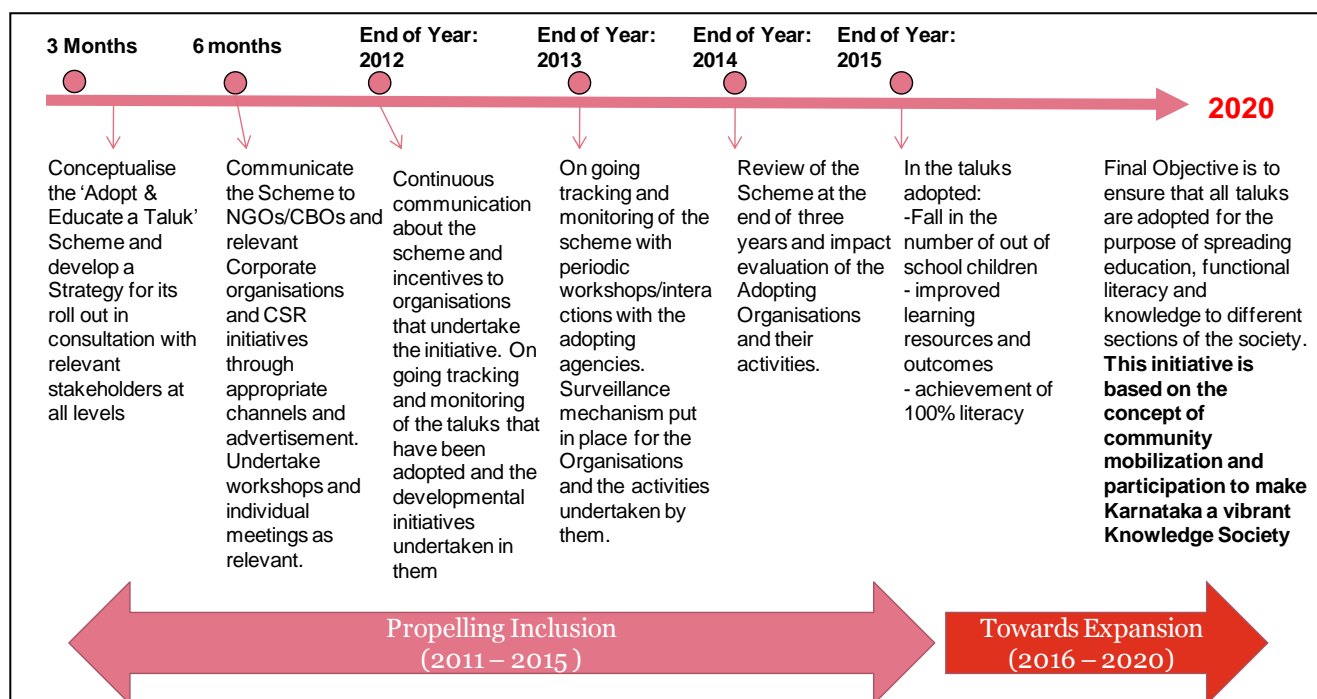 3 Months
6 months
End of Year:
2012
End of Year:
2013
End of Year:
2014
End of Year:
2015
2020
Conceptualise
the ‘Adopt &
Educate a Taluk’
Scheme and
develop a
Strategy for its
roll out in
consultation with
relevant
stakeholders at
all levels
Communicate
the Scheme to
NGOs/CBOs and
relevant
Corporate
organisations
and CSR
initiatives
through
appropriate
channels and
advertisement.
Undertake
workshops and
individual
meetings as
relevant.
Continuous
communication
about the
scheme and
incentives to
organisations
that undertake
the initiative. On
going tracking
and monitoring
of the taluks that
have been
adopted and the
developmental
initiatives
undertaken in
them
On going
tracking and
monitoring of the
scheme with
periodic
workshops/intera
ctions with the
adopting
agencies.
Surveillance
mechanism put
in place for the
Organisations
and the activities
undertaken by
them.
Review of the
Scheme at the
end of three
years and impact
evaluation of the
Adopting
Organisations
and their
activities.
In the taluks
adopted:
-Fall in the
number of out of
school children
- improved
learning
resources and
outcomes
- achievement of
100% literacy
Final Objective is to
ensure that all taluks
are adopted for the
purpose of spreading
education, functional
literacy and
knowledge to different
sections of the society.
This initiative is
based on the
concept of
community
mobilization and
participation to make
Karnataka a vibrant
Knowledge Society
Propelling Inclusion
(2011 – 2015 )
Towards Expansion
(2016 – 2020)